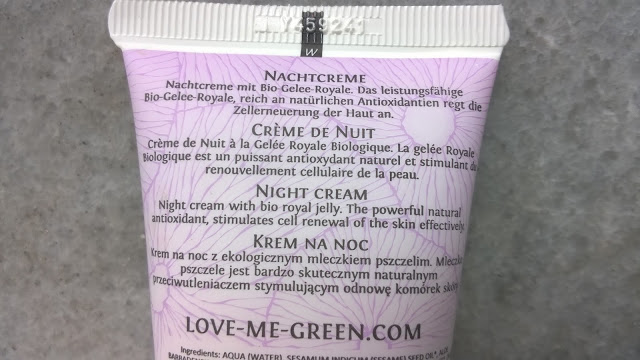 Y459241
W
NACHTCREME
Nachtcreme mit Bio-Gelee-Royale. Das leistungsfähige
Bio-Gelee-Royale, reich an natürlichen Antioxidantien regt die
Zellerneuerung der Haut an.
CRÈME DE NUIT
Crème de Nuit à la Gelée Royale Biologique. La gelée Royale
Biologique est un puissant antioxydant naturel et stimulant du
renouvellement cellulaire de la peau.
NIGHT CREAM
Night cream with bio royal jelly. The powerful natural
antioxidant, stimulates cell renewal of the skin effectively.
KREM NA NOC
Krem na noc z ekologicznym mleczkiem pszczelim. Mleczko
pszczele jest bardzo skutecznym naturalnym
przeciwutleniaczem stymulującym odnowę komórek skóry
LOVE-ME-GREEN.COM
Ingredients: AQUA (WATER), SESAMUM INDICUM (SESAME) SEED OIL*, ALOE